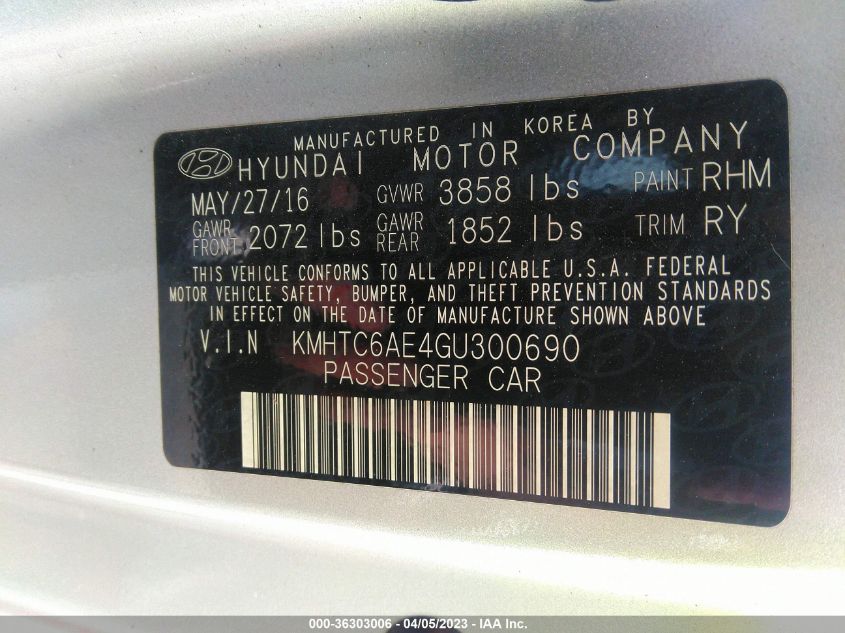 MANUFACTURED IN KOREA BY
HYUNDAI MOTOR COMPANY
MAY/27/16 GVWR 3858 lbs PAINT RHM
GAWR FRONT 2072 lbs GAWR REAR 1852 lbs TRIM RY
THIS VEHICLE CONFORMS TO ALL APPLICABLE U.S.A. FEDERAL
MOTOR VEHICLE SAFETY, BUMPER, AND THEFT PREVENTION STANDARDS
IN EFFECT ON THE DATE OF MANUFACTURE SHOWN ABOVE
V.I.N KMHTC6AE4GU300690
PASSENGER CAR
000-36303006 - 04/05/2023 - IAA Inc.